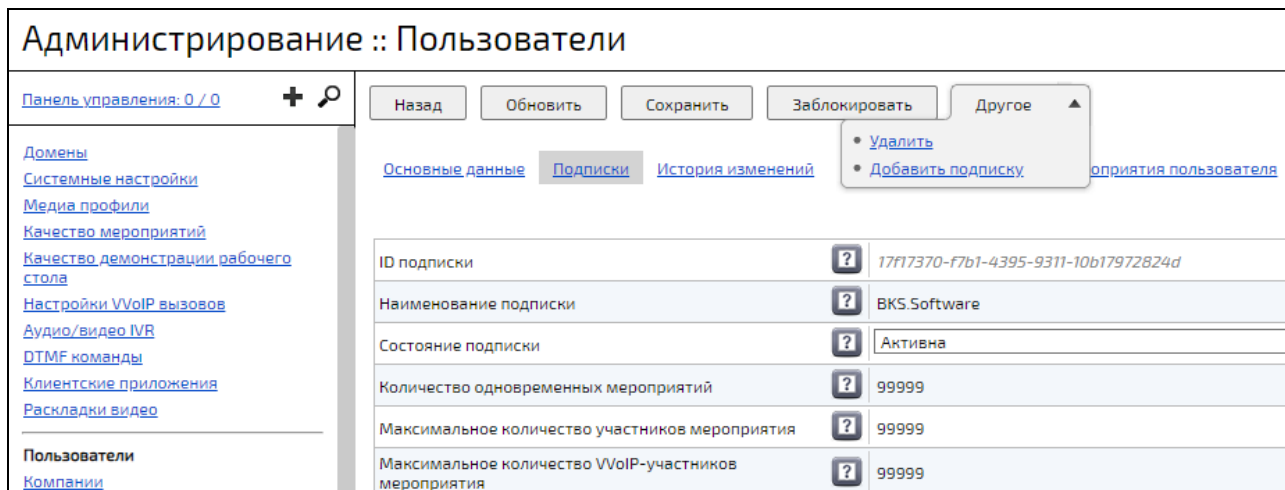 Администрирование :: Пользователи
Панель управления: 0 / 0
Домены
Системные настройки
Медиа профили
Качество мероприятий
Качество демонстрации рабочего
стола
Настройки VVoIP вызовов
Аудио/видео IVR
DTMF команды
Клиентские приложения
Раскладки видео
Пользователи
Компании
Назад Обновить Сохранить Заблокировать Другое
Удалить
Добавить подписку
Основные данные Подписки История изменений оприятия пользователя
ID подписки ? 17f17370-f7b1-4395-9311-10b17972824d
Наименование подписки ? BKS.Software
Состояние подписки ? Активна
Количество одновременных мероприятий ? 99999
Максимальное количество участников мероприятия ? 99999
Максимальное количество VVoIP-участников
мероприятия ? 99999